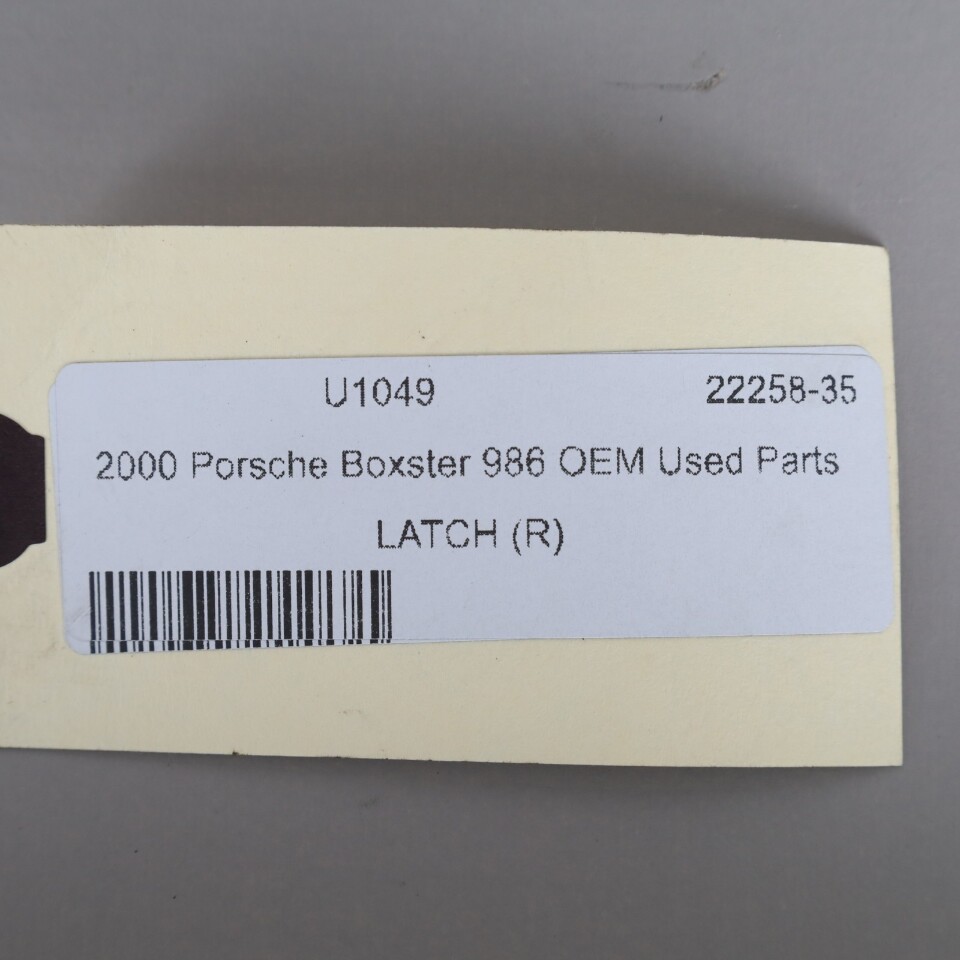 U1049 22258-35
2000 Porsche Boxster 986 OEM Used Parts
LATCH (R)